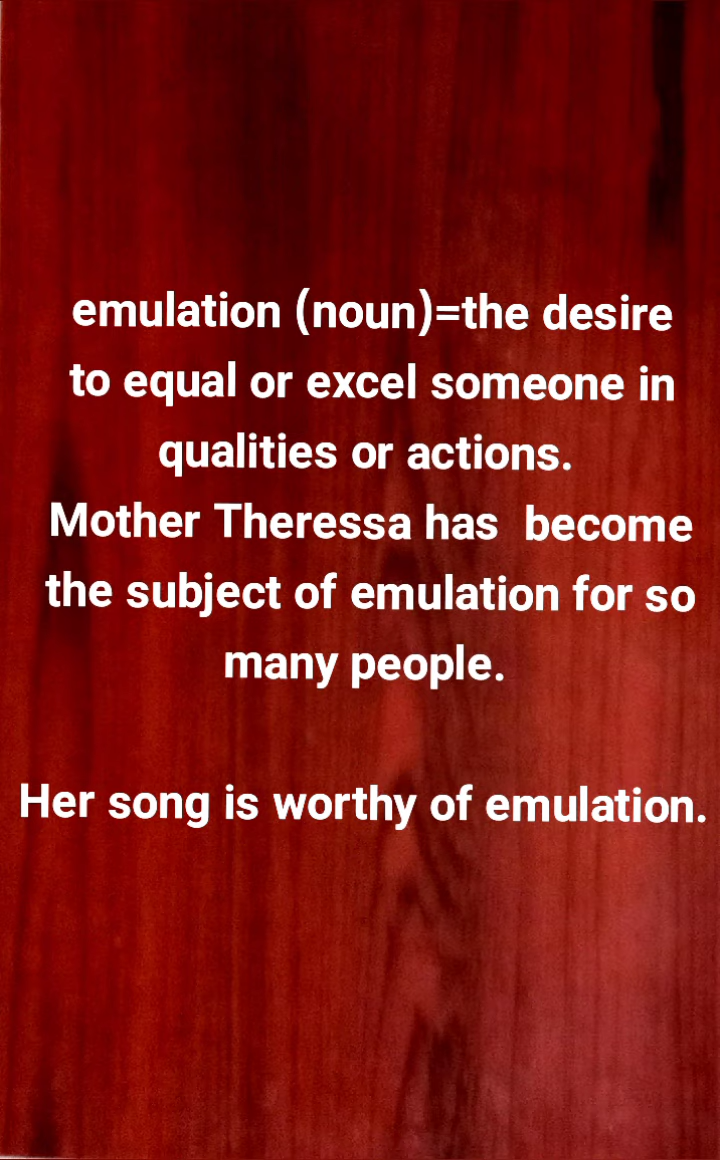 emulation (noun)=the desire
to equal or excel someone in
qualities or actions.
Mother Theressa has  become
the subject of emulation for so
many people.
Her song is worthy of emulation.